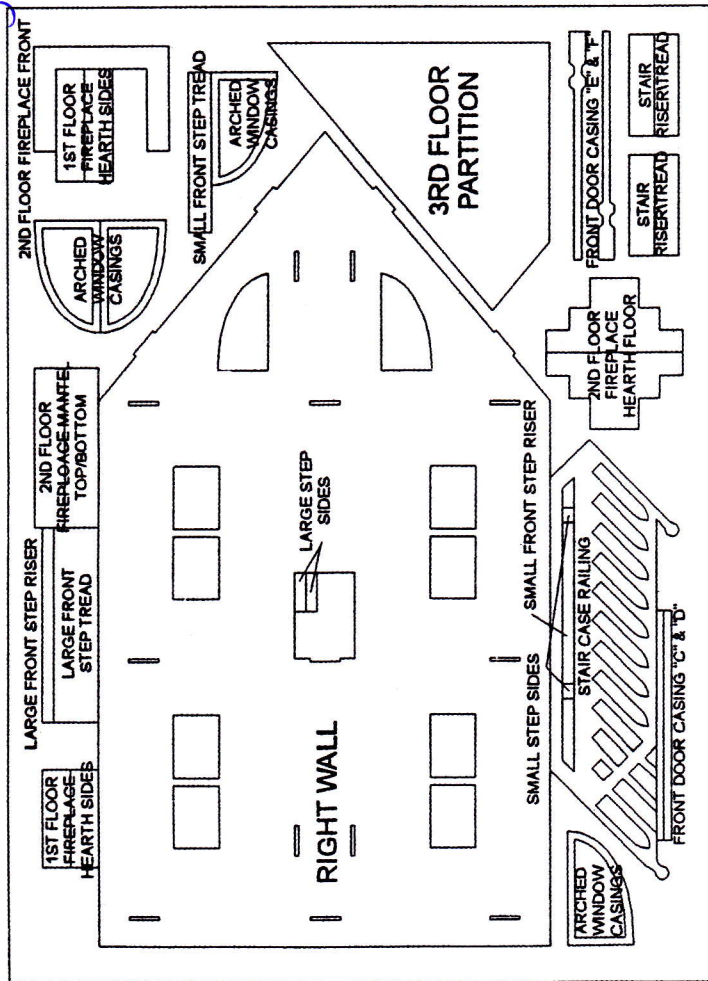 2ND FLOOR FIREPLACE FRONT
1ST FLOOR
FIREPLACE
HEARTH SIDES
SMALL FRONT STEP TREAD
ARCHED
WINDOW
CASINGS
3RD FLOOR
PARTITION
FRONT DOOR CASING "E" & "F"
STAIR
RISER\TREAD
STAIR
RISER\TREAD
ARCHED
WINDOW
CASINGS
2ND FLOOR
FIREPLACE
HEARTH FLOOR
2ND FLOOR
FIREPLOAGE MANTEL
TOP/BOTTOM
LARGE FRONT STEP RISER
LARGE FRONT
STEP TREAD
LARGE STEP
SIDES
SMALL FRONT STEP RISER
STAIR CASE RAILING
SMALL STEP SIDES
FRONT DOOR CASING "C" & "D"
1ST FLOOR
FIREPLACE
HEARTH SIDES
RIGHT WALL
ARCHED
WINDOW
CASINGS